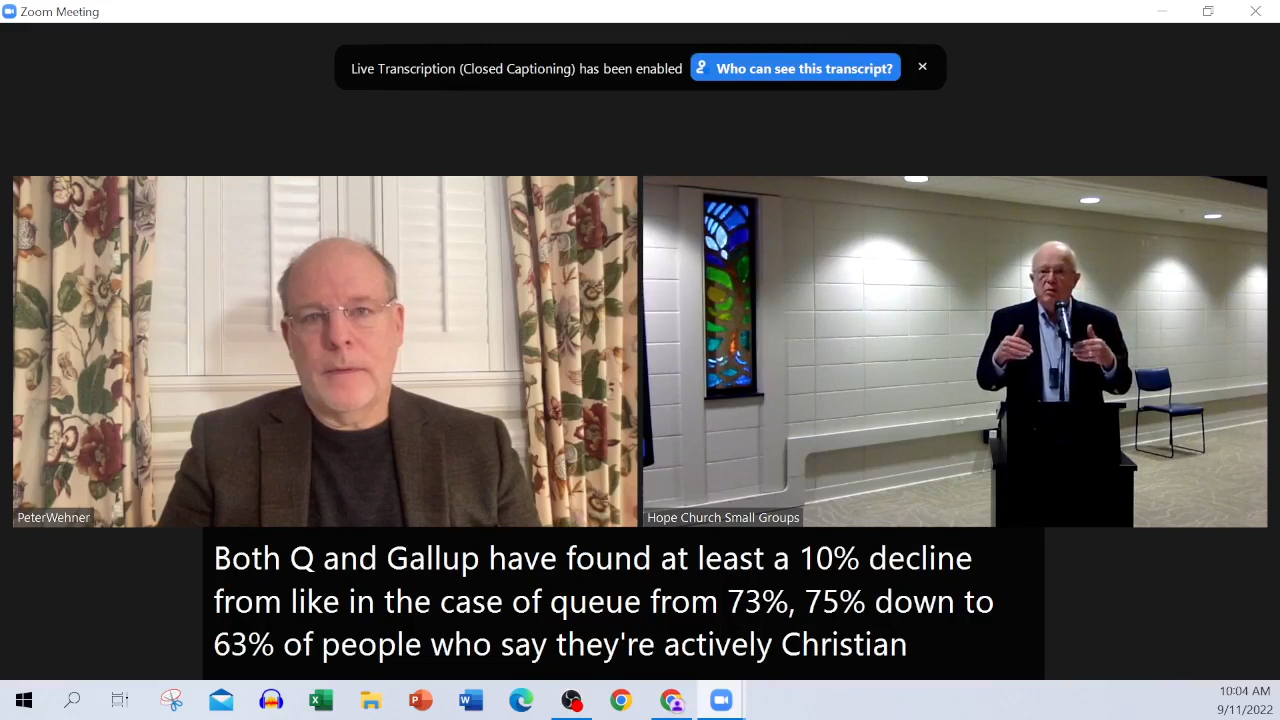 Zoom Meeting
Live Transcription (Closed Captioning) has been enabled Who can see this transcript?
PeterWehner
Hope Church Small Groups
Both Q and Gallup have found at least a 10% decline
from like in the case of queue from 73%, 75% down to
63% of people who say they're actively Christian
10:04 AM
9/11/2022